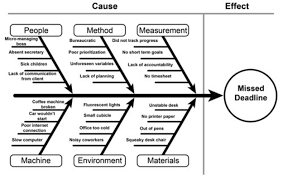 Cause
Effect
People
Method
Measurement
Micro-managing
boss
Absent secretary
Sick children
Lack of communication
from client
Bureaucratic
Poor prioritization
Unforeseen variables
Lack of planning
Did not track progress
No short term goals
Lack of accountability
No timesheet
Missed
Deadline
Coffee machine
broken
Car wouldn't
start
Poor internet
connection
Slow computer
Fluorescent lights
Small cubicle
Office too cold
Noisy coworkers
Unstable desk
No printer paper
Out of pens
Squeaky desk chair
Machine
Environment
Materials